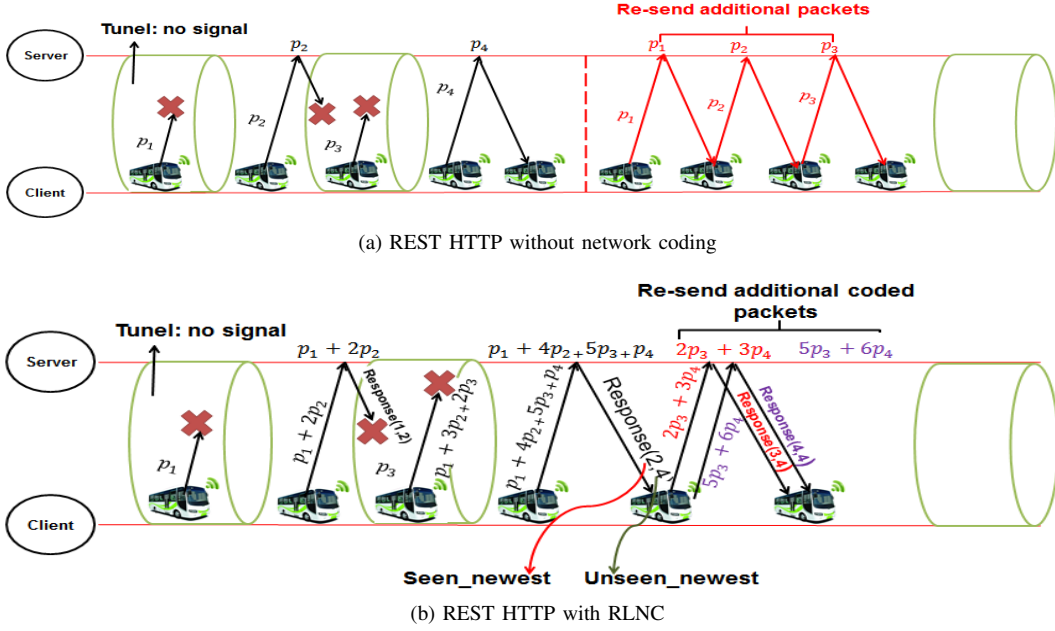 Re-send additional packets
Tunel: no signal
Server
p₂
p₄
p₁
p₂
p₃
p₁
p₂
p₃
p₄
p₁
p₂
p₃
Client
(a) REST HTTP without network coding
Re-send additional coded
packets
Tunel: no signal
Server
p₁ + 2p₂
p₁ + 4p₂₊5p₃₊p₄
2p₃ + 3p₄
5p₃ + 6p₄
p₁
p₁ + 2p₂
Response(1,2)
p₃
p₁ + 3p₂₊2p₃
p₁ + 4p₂₊5p₃₊p₄
Response(2,4)
2p₃ + 3p₄
5p₃ + 6p₄
Response(3,4)
Response(4,4)
Client
Seen_newest
Unseen_newest
(b) REST HTTP with RLNC